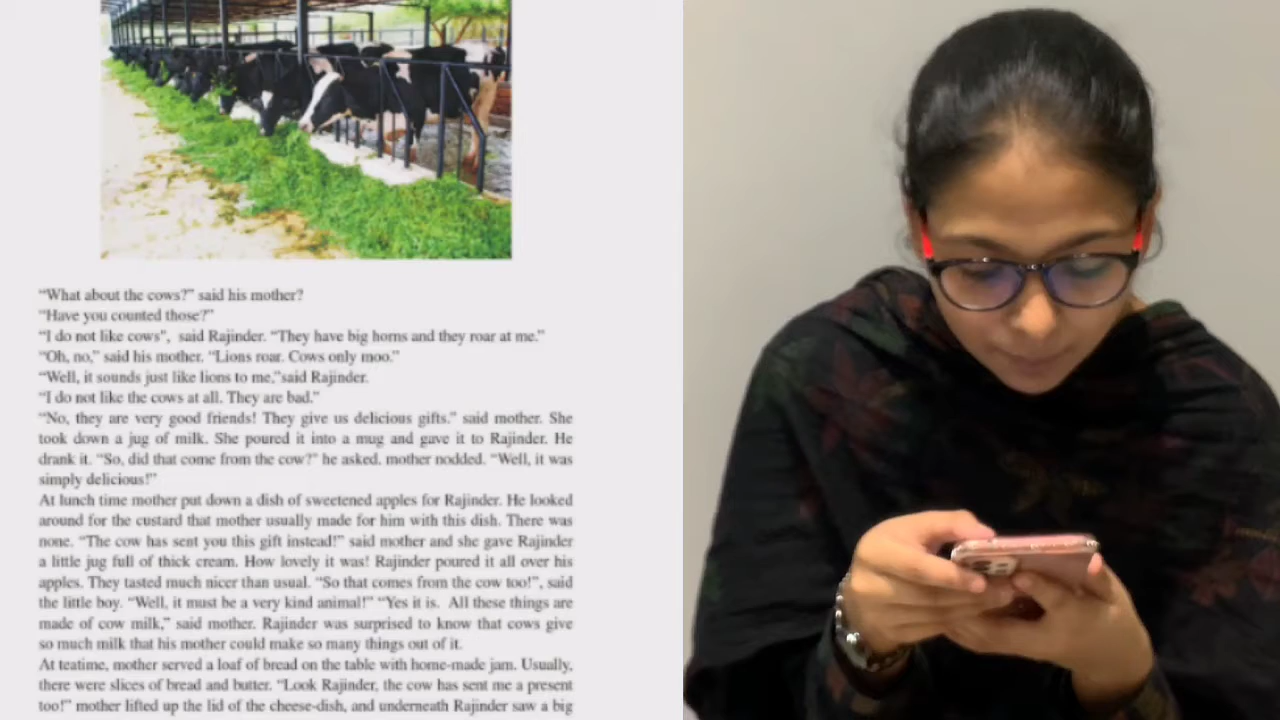 “What about the cows?” said his mother?
“Have you counted those?”
“I do not like cows”, said Rajinder. “They have big horns and they roar at me.”
“Oh, no,” said his mother. “Lions roar. Cows only moo.”
“Well, it sounds just like lions to me,”said Rajinder.
“I do not like the cows at all. They are bad.”
“No, they are very good friends! They give us delicious gifts.” said mother. She
took down a jug of milk. She poured it into a mug and gave it to Rajinder. He
drank it. “So, did that come from the cow?” he asked. mother nodded. “Well, it was
simply delicious!”
At lunch time mother put down a dish of sweetened apples for Rajinder. He looked
around for the custard that mother usually made for him with this dish. There was
none. “The cow has sent you this gift instead!” said mother and she gave Rajinder
a little jug full of thick cream. How lovely it was! Rajinder poured it all over his
apples. They tasted much nicer than usual. “So that comes from the cow too!”, said
the little boy. “Well, it must be a very kind animal!” “Yes it is. All these things are
made of cow milk,” said mother. Rajinder was surprised to know that cows give
so much milk that his mother could make so many things out of it.
At teatime, mother served a loaf of bread on the table with home-made jam. Usually,
there were slices of bread and butter. “Look Rajinder, the cow has sent me a present
too!” mother lifted up the lid of the cheese-dish, and underneath Rajinder saw a big